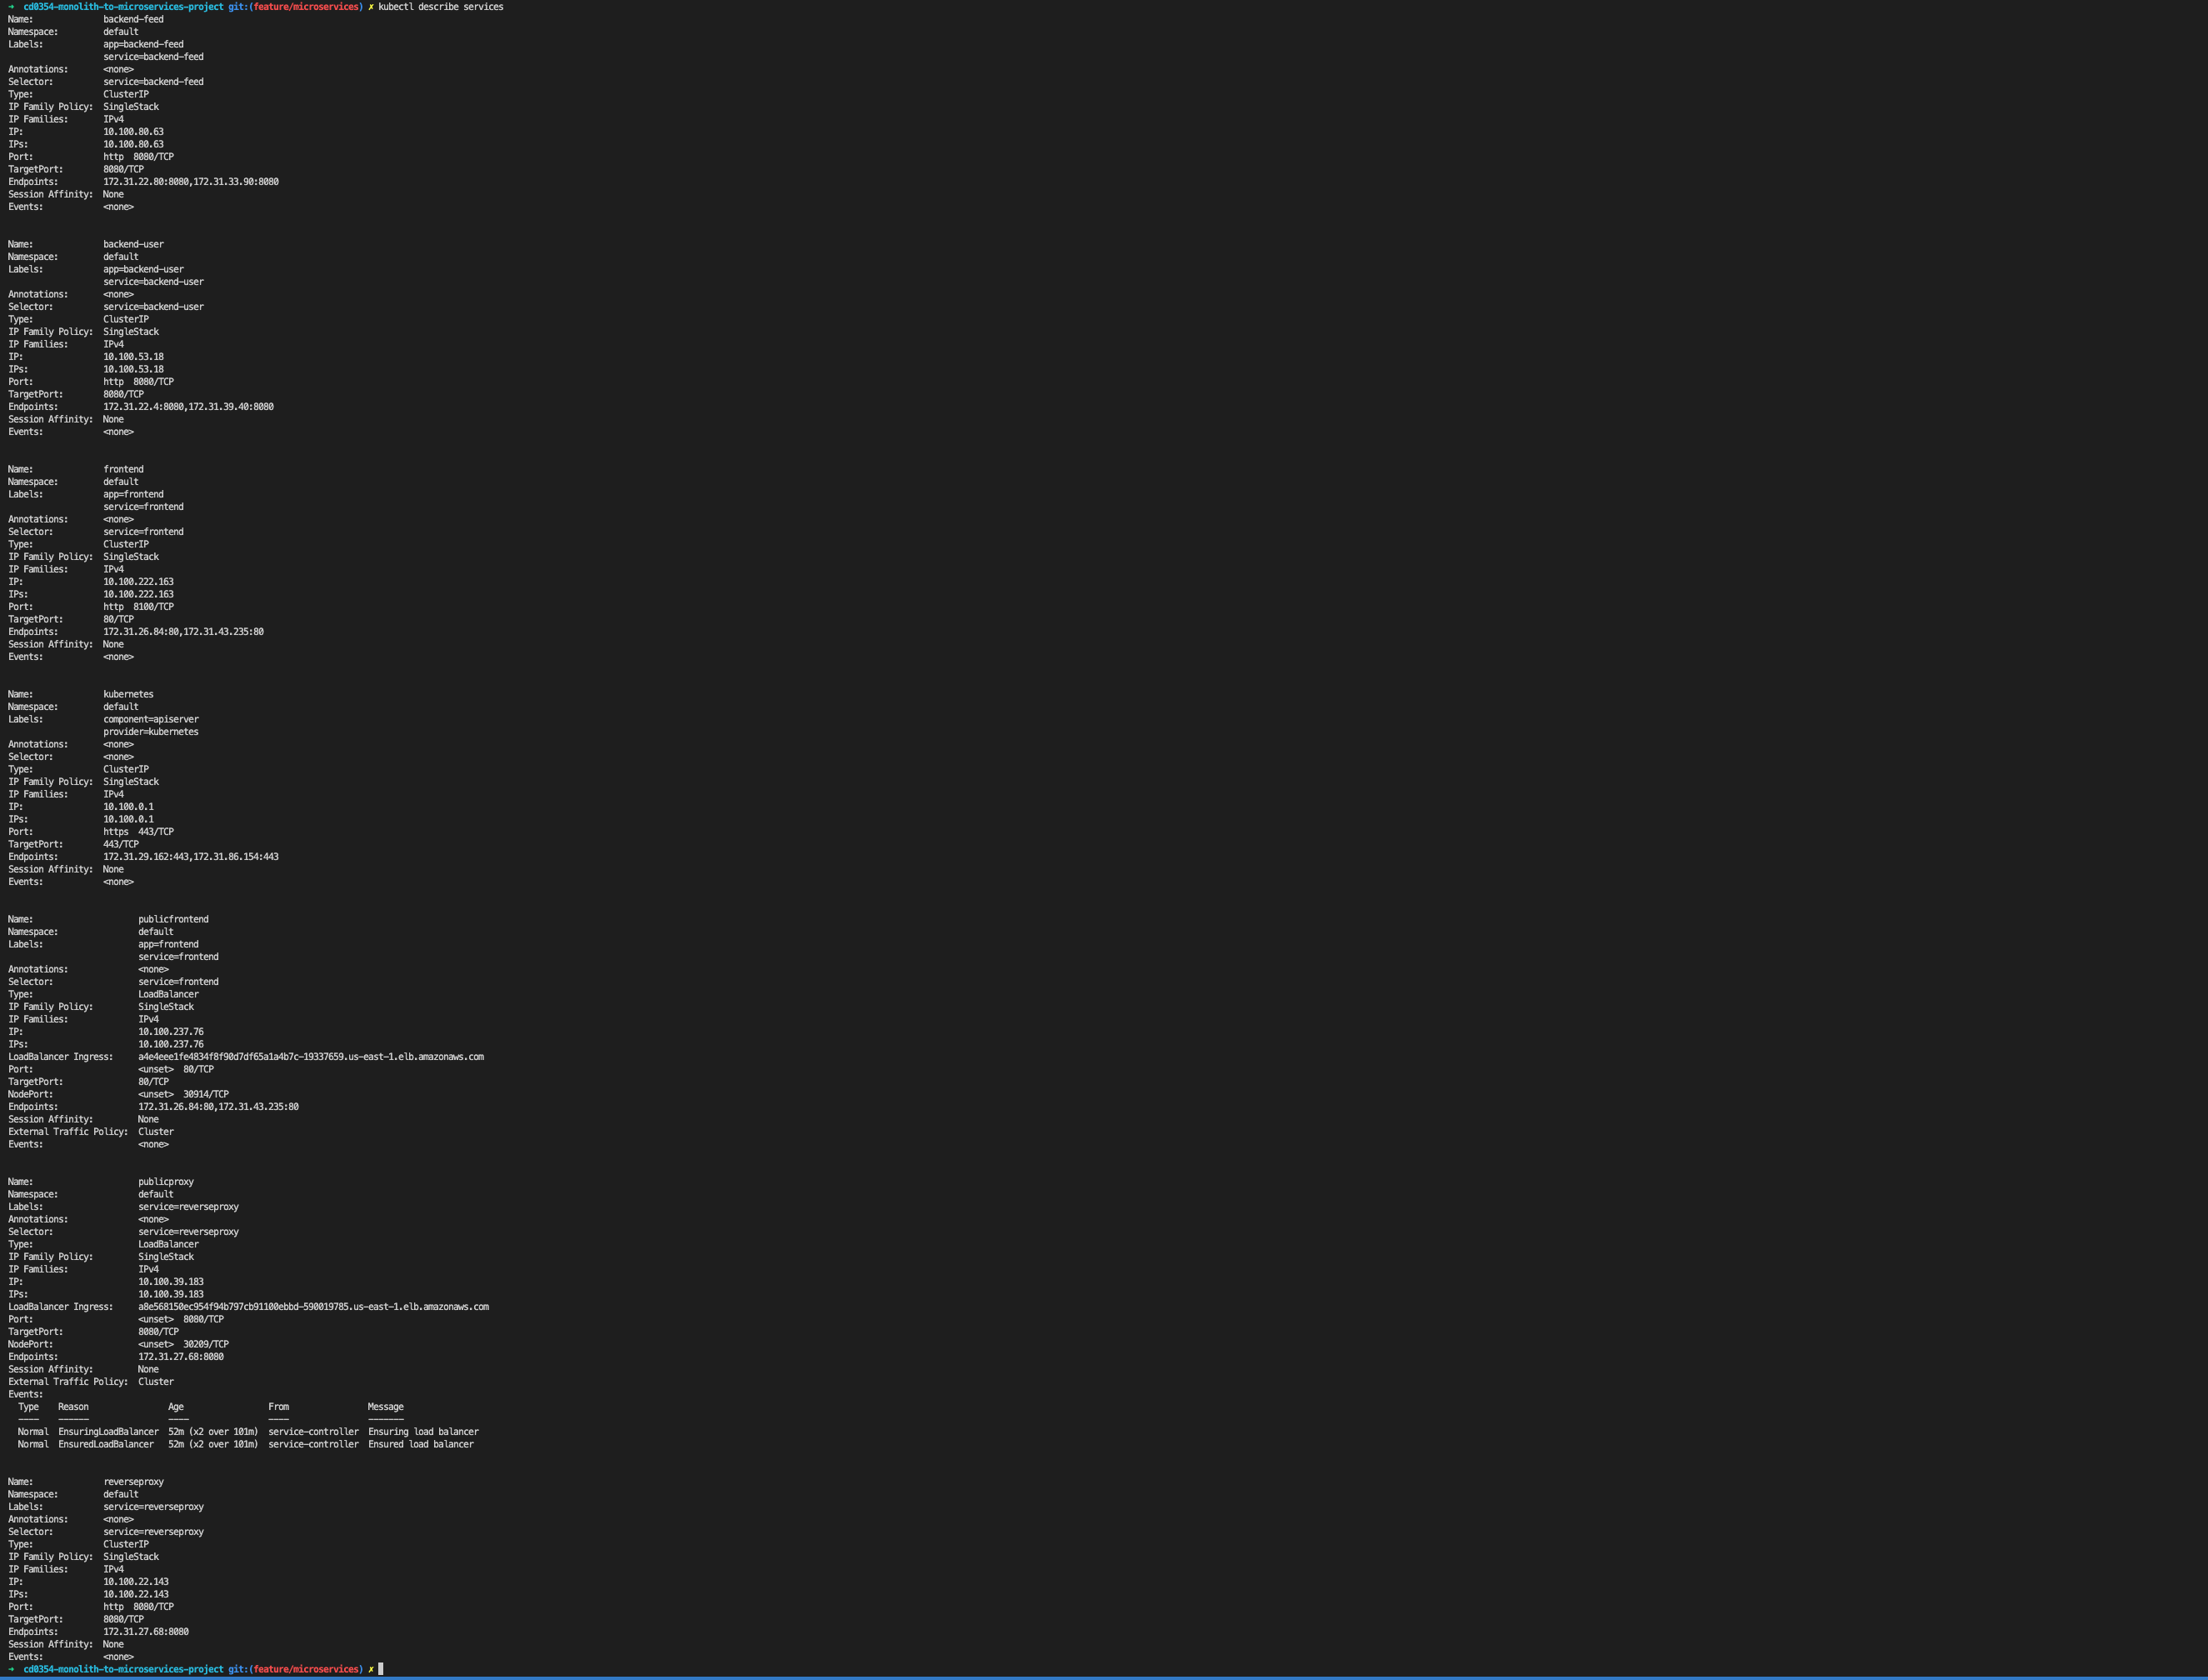 ➜  cd0354-monolith-to-microservices-project git:(feature/microservices) ✗ kubectl describe services
Name:              backend-feed
Namespace:         default
Labels:            app=backend-feed
                   service=backend-feed
Annotations:       <none>
Selector:          service=backend-feed
Type:              ClusterIP
IP Family Policy:  SingleStack
IP Families:       IPv4
IP:                10.100.80.63
IPs:               10.100.80.63
Port:              http  8080/TCP
TargetPort:        8080/TCP
Endpoints:         172.31.22.80:8080,172.31.33.90:8080
Session Affinity:  None
Events:            <none>

Name:              backend-user
Namespace:         default
Labels:            app=backend-user
                   service=backend-user
Annotations:       <none>
Selector:          service=backend-user
Type:              ClusterIP
IP Family Policy:  SingleStack
IP Families:       IPv4
IP:                10.100.53.18
IPs:               10.100.53.18
Port:              http  8080/TCP
TargetPort:        8080/TCP
Endpoints:         172.31.22.4:8080,172.31.39.40:8080
Session Affinity:  None
Events:            <none>

Name:              frontend
Namespace:         default
Labels:            app=frontend
                   service=frontend
Annotations:       <none>
Selector:          service=frontend
Type:              ClusterIP
IP Family Policy:  SingleStack
IP Families:       IPv4
IP:                10.100.222.163
IPs:               10.100.222.163
Port:              http  8100/TCP
TargetPort:        80/TCP
Endpoints:         172.31.26.84:80,172.31.43.235:80
Session Affinity:  None
Events:            <none>

Name:              kubernetes
Namespace:         default
Labels:            component=apiserver
                   provider=kubernetes
Annotations:       <none>
Selector:          <none>
Type:              ClusterIP
IP Family Policy:  SingleStack
IP Families:       IPv4
IP:                10.100.0.1
IPs:               10.100.0.1
Port:              https  443/TCP
TargetPort:        443/TCP
Endpoints:         172.31.29.162:443,172.31.86.154:443
Session Affinity:  None
Events:            <none>

Name:                     publicfrontend
Namespace:                default
Labels:                   app=frontend
                          service=frontend
Annotations:              <none>
Selector:                 service=frontend
Type:                     LoadBalancer
IP Family Policy:         SingleStack
IP Families:              IPv4
IP:                       10.100.237.76
IPs:                      10.100.237.76
LoadBalancer Ingress:     a4e4eee1fe4834f8f90d7df65a1a4b7c-19337659.us-east-1.elb.amazonaws.com
Port:                     <unset>  80/TCP
TargetPort:               80/TCP
NodePort:                 <unset>  30914/TCP
Endpoints:                172.31.26.84:80,172.31.43.235:80
Session Affinity:         None
External Traffic Policy:  Cluster
Events:                   <none>

Name:                     publicproxy
Namespace:                default
Labels:                   service=reverseproxy
Annotations:              <none>
Selector:                 service=reverseproxy
Type:                     LoadBalancer
IP Family Policy:         SingleStack
IP Families:              IPv4
IP:                       10.100.39.183
IPs:                      10.100.39.183
LoadBalancer Ingress:     a8e568150ec954f94b797cb91100ebbd-590019785.us-east-1.elb.amazonaws.com
Port:                     <unset>  8080/TCP
TargetPort:               8080/TCP
NodePort:                 <unset>  30209/TCP
Endpoints:                172.31.27.68:8080
Session Affinity:         None
External Traffic Policy:  Cluster
Events:
  Type    Reason                Age                 From                Message
  ----    ------                ----                ----                -------
  Normal  EnsuringLoadBalancer  52m (x2 over 101m)  service-controller  Ensuring load balancer
  Normal  EnsuredLoadBalancer   52m (x2 over 101m)  service-controller  Ensured load balancer

Name:              reverseproxy
Namespace:         default
Labels:            service=reverseproxy
Annotations:       <none>
Selector:          service=reverseproxy
Type:              ClusterIP
IP Family Policy:  SingleStack
IP Families:       IPv4
IP:                10.100.22.143
IPs:               10.100.22.143
Port:              http  8080/TCP
TargetPort:        8080/TCP
Endpoints:         172.31.27.68:8080
Session Affinity:  None
Events:            <none>
➜  cd0354-monolith-to-microservices-project git:(feature/microservices) ✗